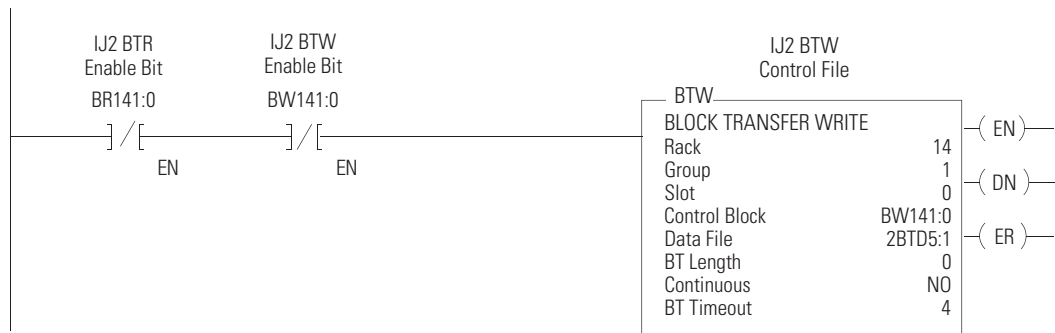 IJ2 BTR
Enable Bit
BR141:0
EN
IJ2 BTW
Enable Bit
BW141:0
EN
IJ2 BTW
Control File
BTW
BLOCK TRANSFER WRITE
Rack 14
Group 1
Slot 0
Control Block BW141:0
Data File 2BTD5:1
BT Length 0
Continuous NO
BT Timeout 4
EN
DN
ER